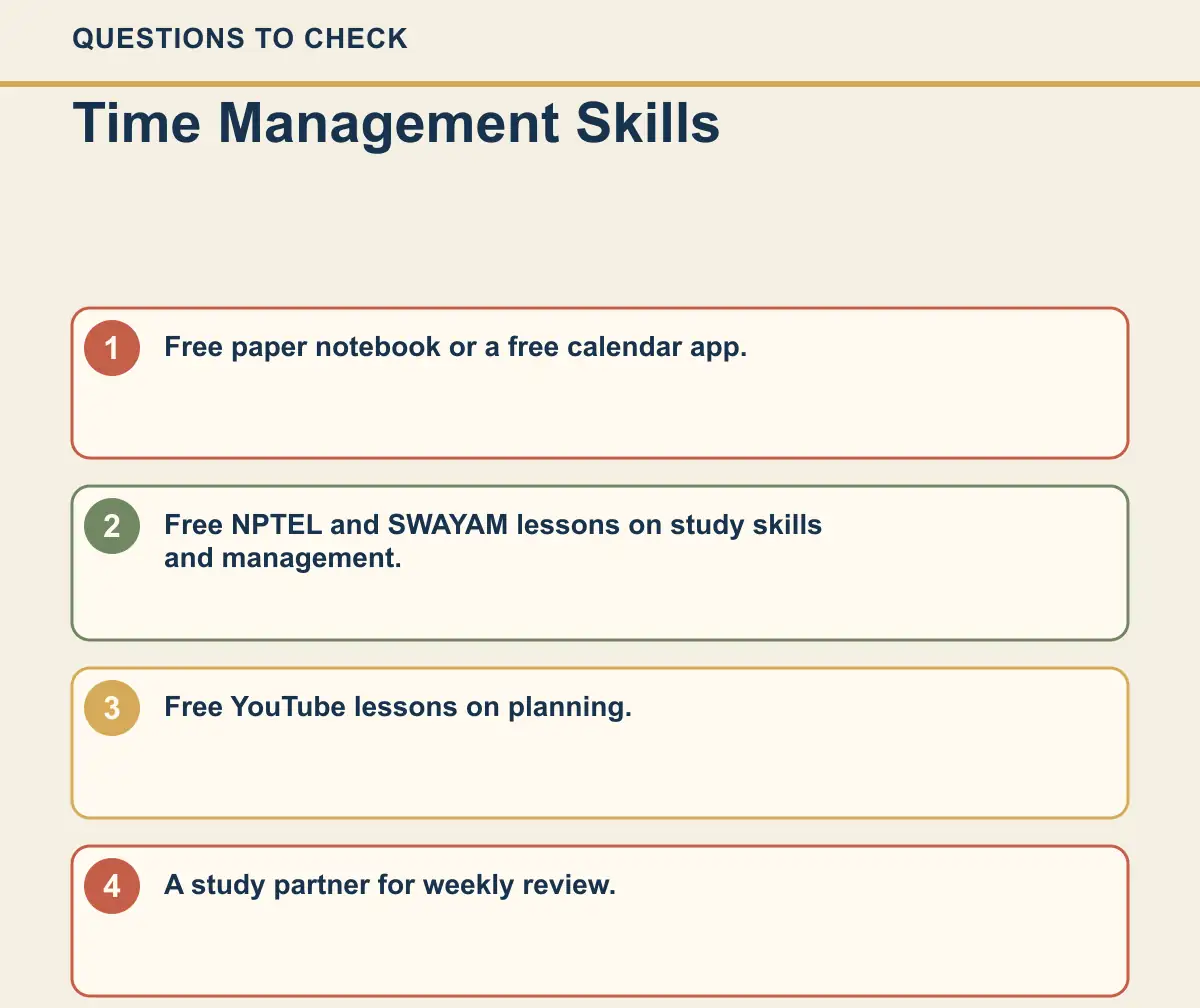 QUESTIONS TO CHECK
Time Management Skills
1
Free paper notebook or a free calendar app.
2
Free NPTEL and SWAYAM lessons on study skills
and management.
3
Free YouTube lessons on planning.
4
A study partner for weekly review.